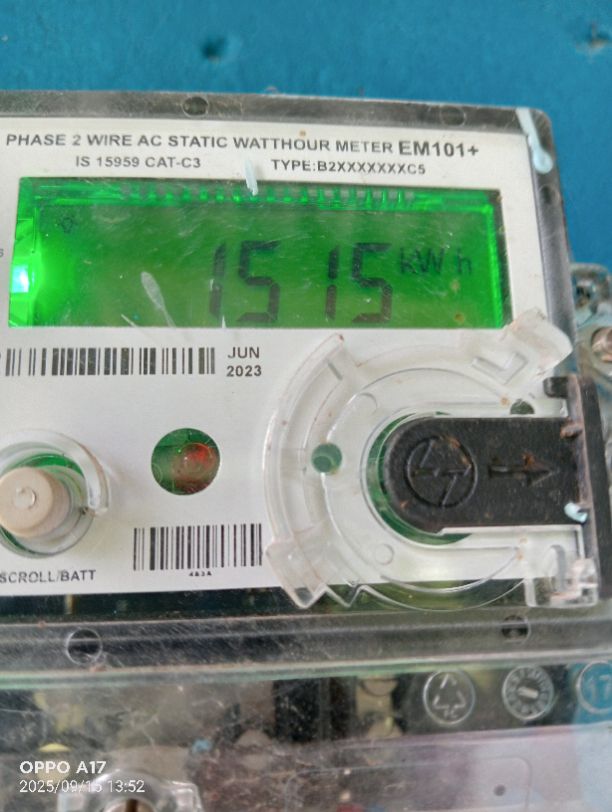 PHASE 2 WIRE AC STATIC WATTHOUR METER EM101+
IS 15959 CAT-C3 TYPE:B2XXXXXXXC5
1515 kWh
JUN
2023
SCROLL/BATT
17
OPPO A17
2025/09/15 13:52